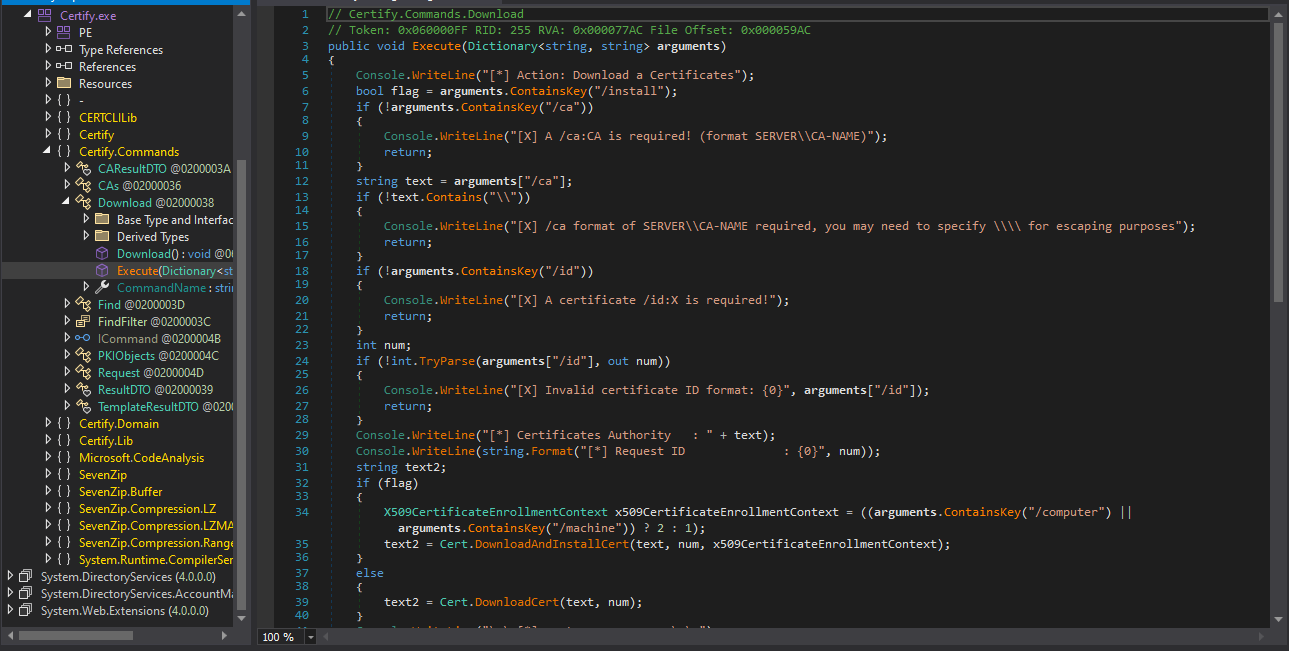 Certify.exe
PE
Type References
References
Resources
{ } -
{ } CERTCLILib
{ } Certify
{ } Certify.Commands
CAResultDTO @0200003A
CAs @02000036
Download @02000038
Base Type and Interfac
Derived Types
Download() : void @06
Execute(Dictionary<st
CommandName : strin
Find @0200003D
FindFilter @0200003C
ICommand @0200004B
PKIObjects @0200004C
Request @0200004D
ResultDTO @02000039
TemplateResultDTO @0200
{ } Certify.Domain
{ } Certify.Lib
{ } Microsoft.CodeAnalysis
{ } SevenZip
{ } SevenZip.Buffer
{ } SevenZip.Compression.LZ
{ } SevenZip.Compression.LZMA
{ } SevenZip.Compression.Range
{ } System.Runtime.CompilerSer
System.DirectoryServices (4.0.0.0)
System.DirectoryServices.AccountMa
System.Web.Extensions (4.0.0.0)
1 // Certify.Commands.Download
2 // Token: 0x060000FF RID: 255 RVA: 0x000077AC File Offset: 0x000059AC
3 public void Execute(Dictionary<string, string> arguments)
4 {
5 Console.WriteLine("[*] Action: Download a Certificates");
6 bool flag = arguments.ContainsKey("/install");
7 if (!arguments.ContainsKey("/ca"))
8 {
9 Console.WriteLine("[X] A /ca:CA is required! (format SERVER\\CA-NAME)");
10 return;
11 }
12 string text = arguments["/ca"];
13 if (!text.Contains("\\"))
14 {
15 Console.WriteLine("[X] /ca format of SERVER\\CA-NAME required, you may need to specify \\\\ for escaping purposes");
16 return;
17 }
18 if (!arguments.ContainsKey("/id"))
19 {
20 Console.WriteLine("[X] A certificate /id:X is required!");
21 return;
22 }
23 int num;
24 if (!int.TryParse(arguments["/id"], out num))
25 {
26 Console.WriteLine("[X] Invalid certificate ID format: {0}", arguments["/id"]);
27 return;
28 }
29 Console.WriteLine("[*] Certificates Authority   : " + text);
30 Console.WriteLine(string.Format("[*] Request ID              : {0}", num));
31 string text2;
32 if (flag)
33 {
34 X509CertificateEnrollmentContext x509CertificateEnrollmentContext = ((arguments.ContainsKey("/computer") ||
arguments.ContainsKey("/machine")) ? 2 : 1);
35 text2 = Cert.DownloadAndInstallCert(text, num, x509CertificateEnrollmentContext);
36 }
37 else
38 {
39 text2 = Cert.DownloadCert(text, num);
40 }
100 %